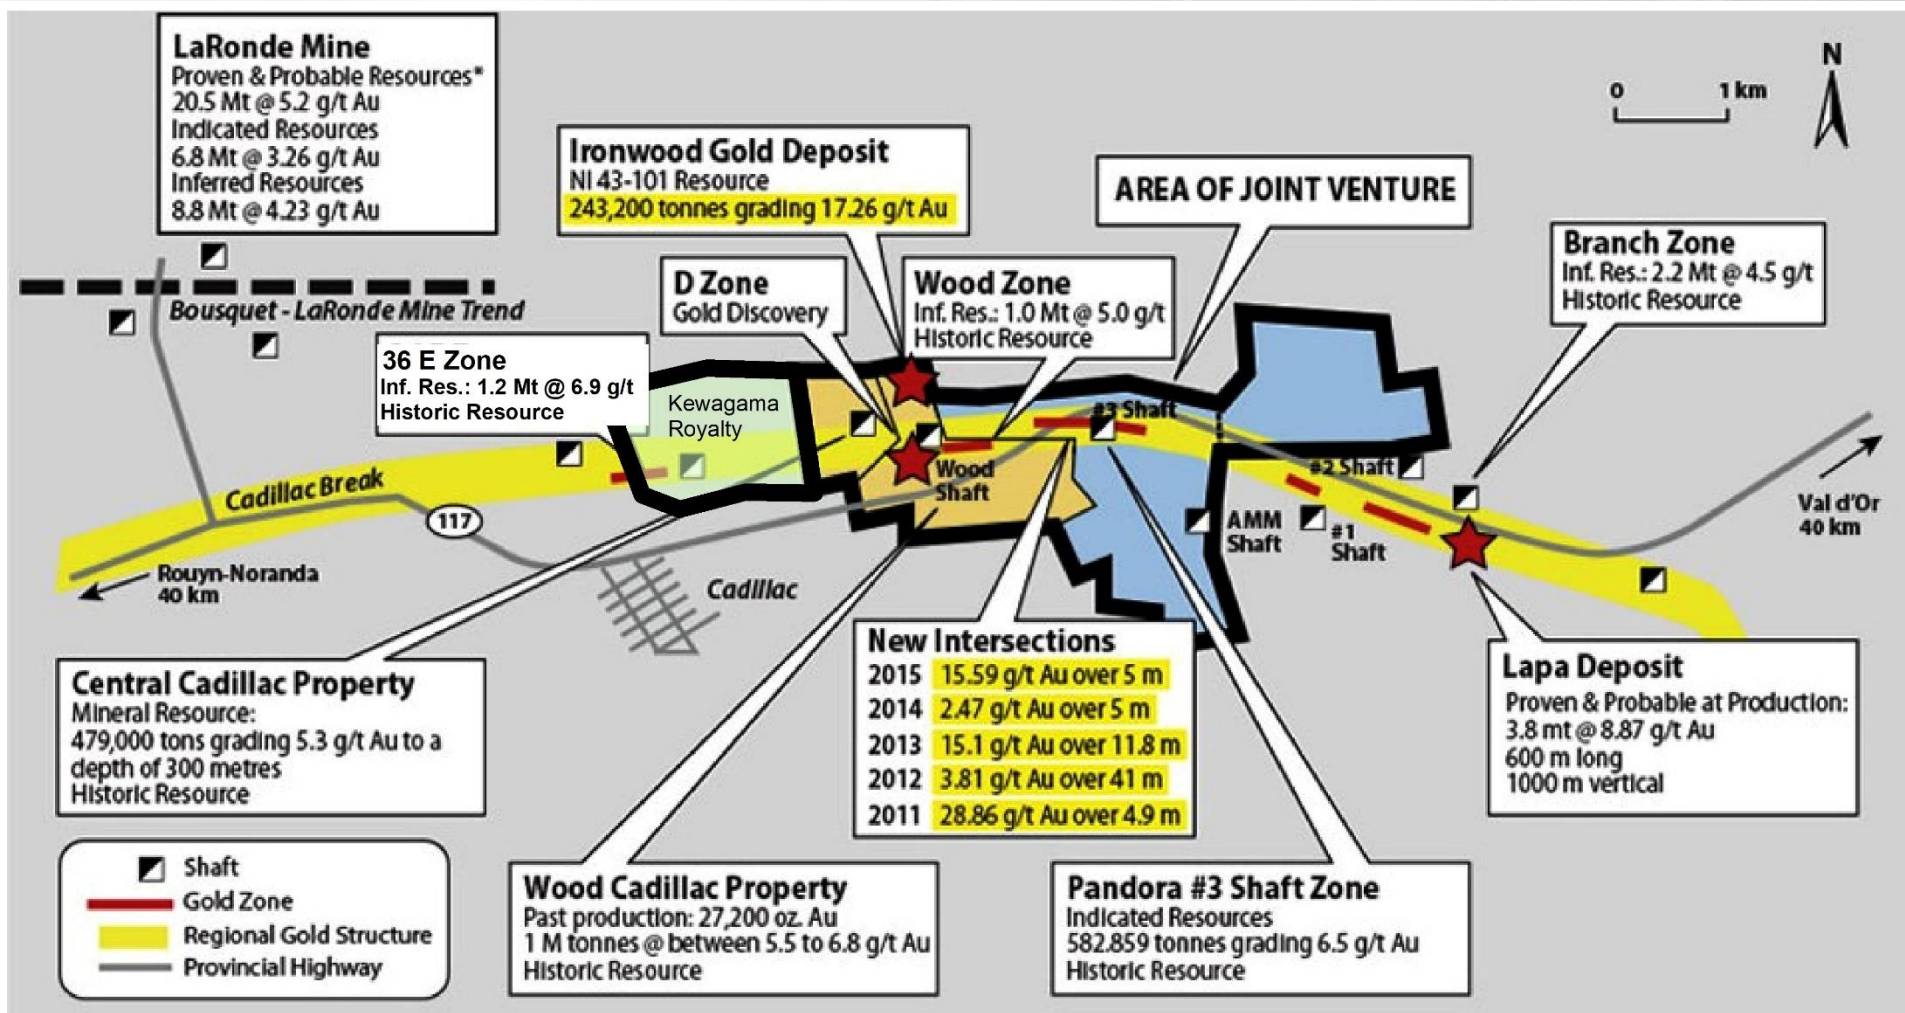 LaRonde Mine
Proven & Probable Resources*
20.5 Mt @ 5.2 g/t Au
Indicated Resources
6.8 Mt @ 3.26 g/t Au
Inferred Resources
8.8 Mt @ 4.23 g/t Au
Ironwood Gold Deposit
NI 43-101 Resource
243,200 tonnes grading 17.26 g/t Au
AREA OF JOINT VENTURE
0 1 km
N
D Zone
Gold Discovery
Wood Zone
Inf. Res.: 1.0 Mt @ 5.0 g/t
Historic Resource
Branch Zone
Inf. Res.: 2.2 Mt @ 4.5 g/t
Historic Resource
Bousquet - LaRonde Mine Trend
36 E Zone
Inf. Res.: 1.2 Mt @ 6.9 g/t
Historic Resource
Kewagama
Royalty
#3 Shaft
Wood
Shaft
#2 Shaft
AMM
Shaft
#1
Shaft
Val d'Or
40 km
Cadillac Break
117
Rouyn-Noranda
40 km
Cadillac
Central Cadillac Property
Mineral Resource:
479,000 tons grading 5.3 g/t Au to a
depth of 300 metres
Historic Resource
New Intersections
2015 15.59 g/t Au over 5 m
2014 2.47 g/t Au over 5 m
2013 15.1 g/t Au over 11.8 m
2012 3.81 g/t Au over 41 m
2011 28.86 g/t Au over 4.9 m
Lapa Deposit
Proven & Probable at Production:
3.8 mt @ 8.87 g/t Au
600 m long
1000 m vertical
Shaft
Gold Zone
Regional Gold Structure
Provincial Highway
Wood Cadillac Property
Past production: 27,200 oz. Au
1 M tonnes @ between 5.5 to 6.8 g/t Au
Historic Resource
Pandora #3 Shaft Zone
Indicated Resources
582.859 tonnes grading 6.5 g/t Au
Historic Resource